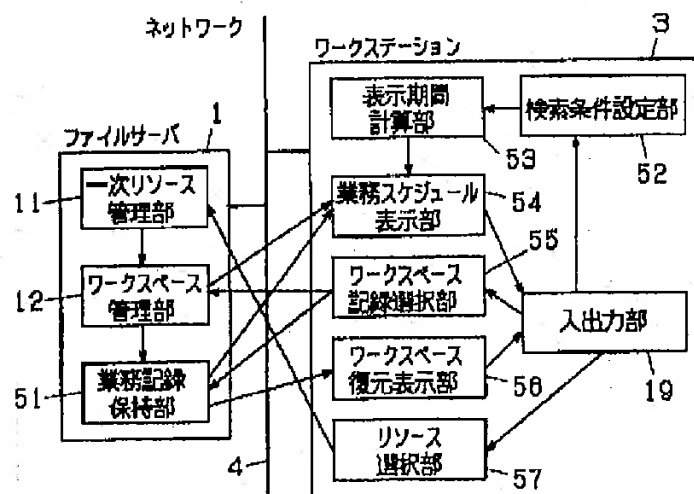 ネットワーク
ワークステーション
3
ファイルサーバ
1
一次リソース
管理部
11
ワークスペース
管理部
12
業務記録
保持部
51
表示期間
計算部
53
検索条件設定部
52
業務スケジュール
表示部
54
ワークスペース
記録選択部
55
ワークスペース
復元表示部
56
リソース
選択部
57
入出力部
19
4